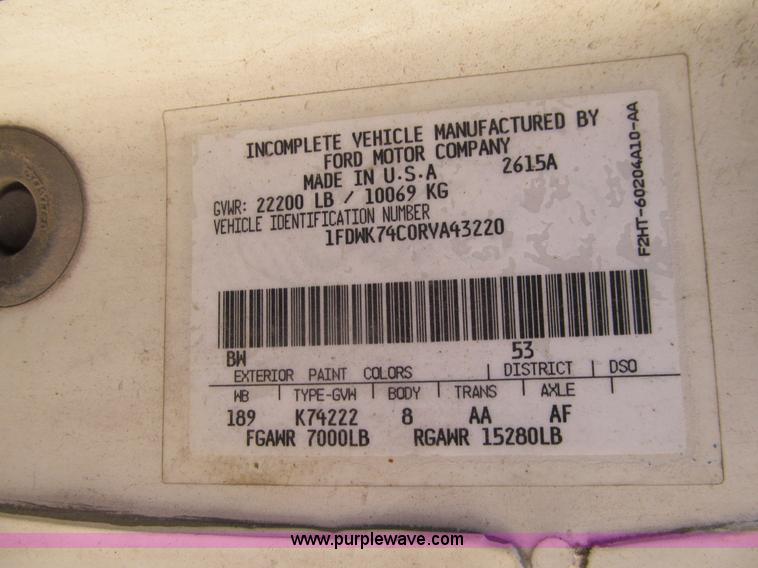 INCOMPLETE VEHICLE MANUFACTURED BY
FORD MOTOR COMPANY
MADE IN U.S.A 2615A
GVWR: 22200 LB / 10069 KG
VEHICLE IDENTIFICATION NUMBER
1FDWK74C0RVA43220
F2HT-60204A10-AA
BW 53
EXTERIOR PAINT COLORS DISTRICT DSO
WB TYPE-GVW BODY TRANS AXLE
189 K74222 8 AA AF
FGAWR 7000LB RGAWR 15280LB
www.purplewave.com